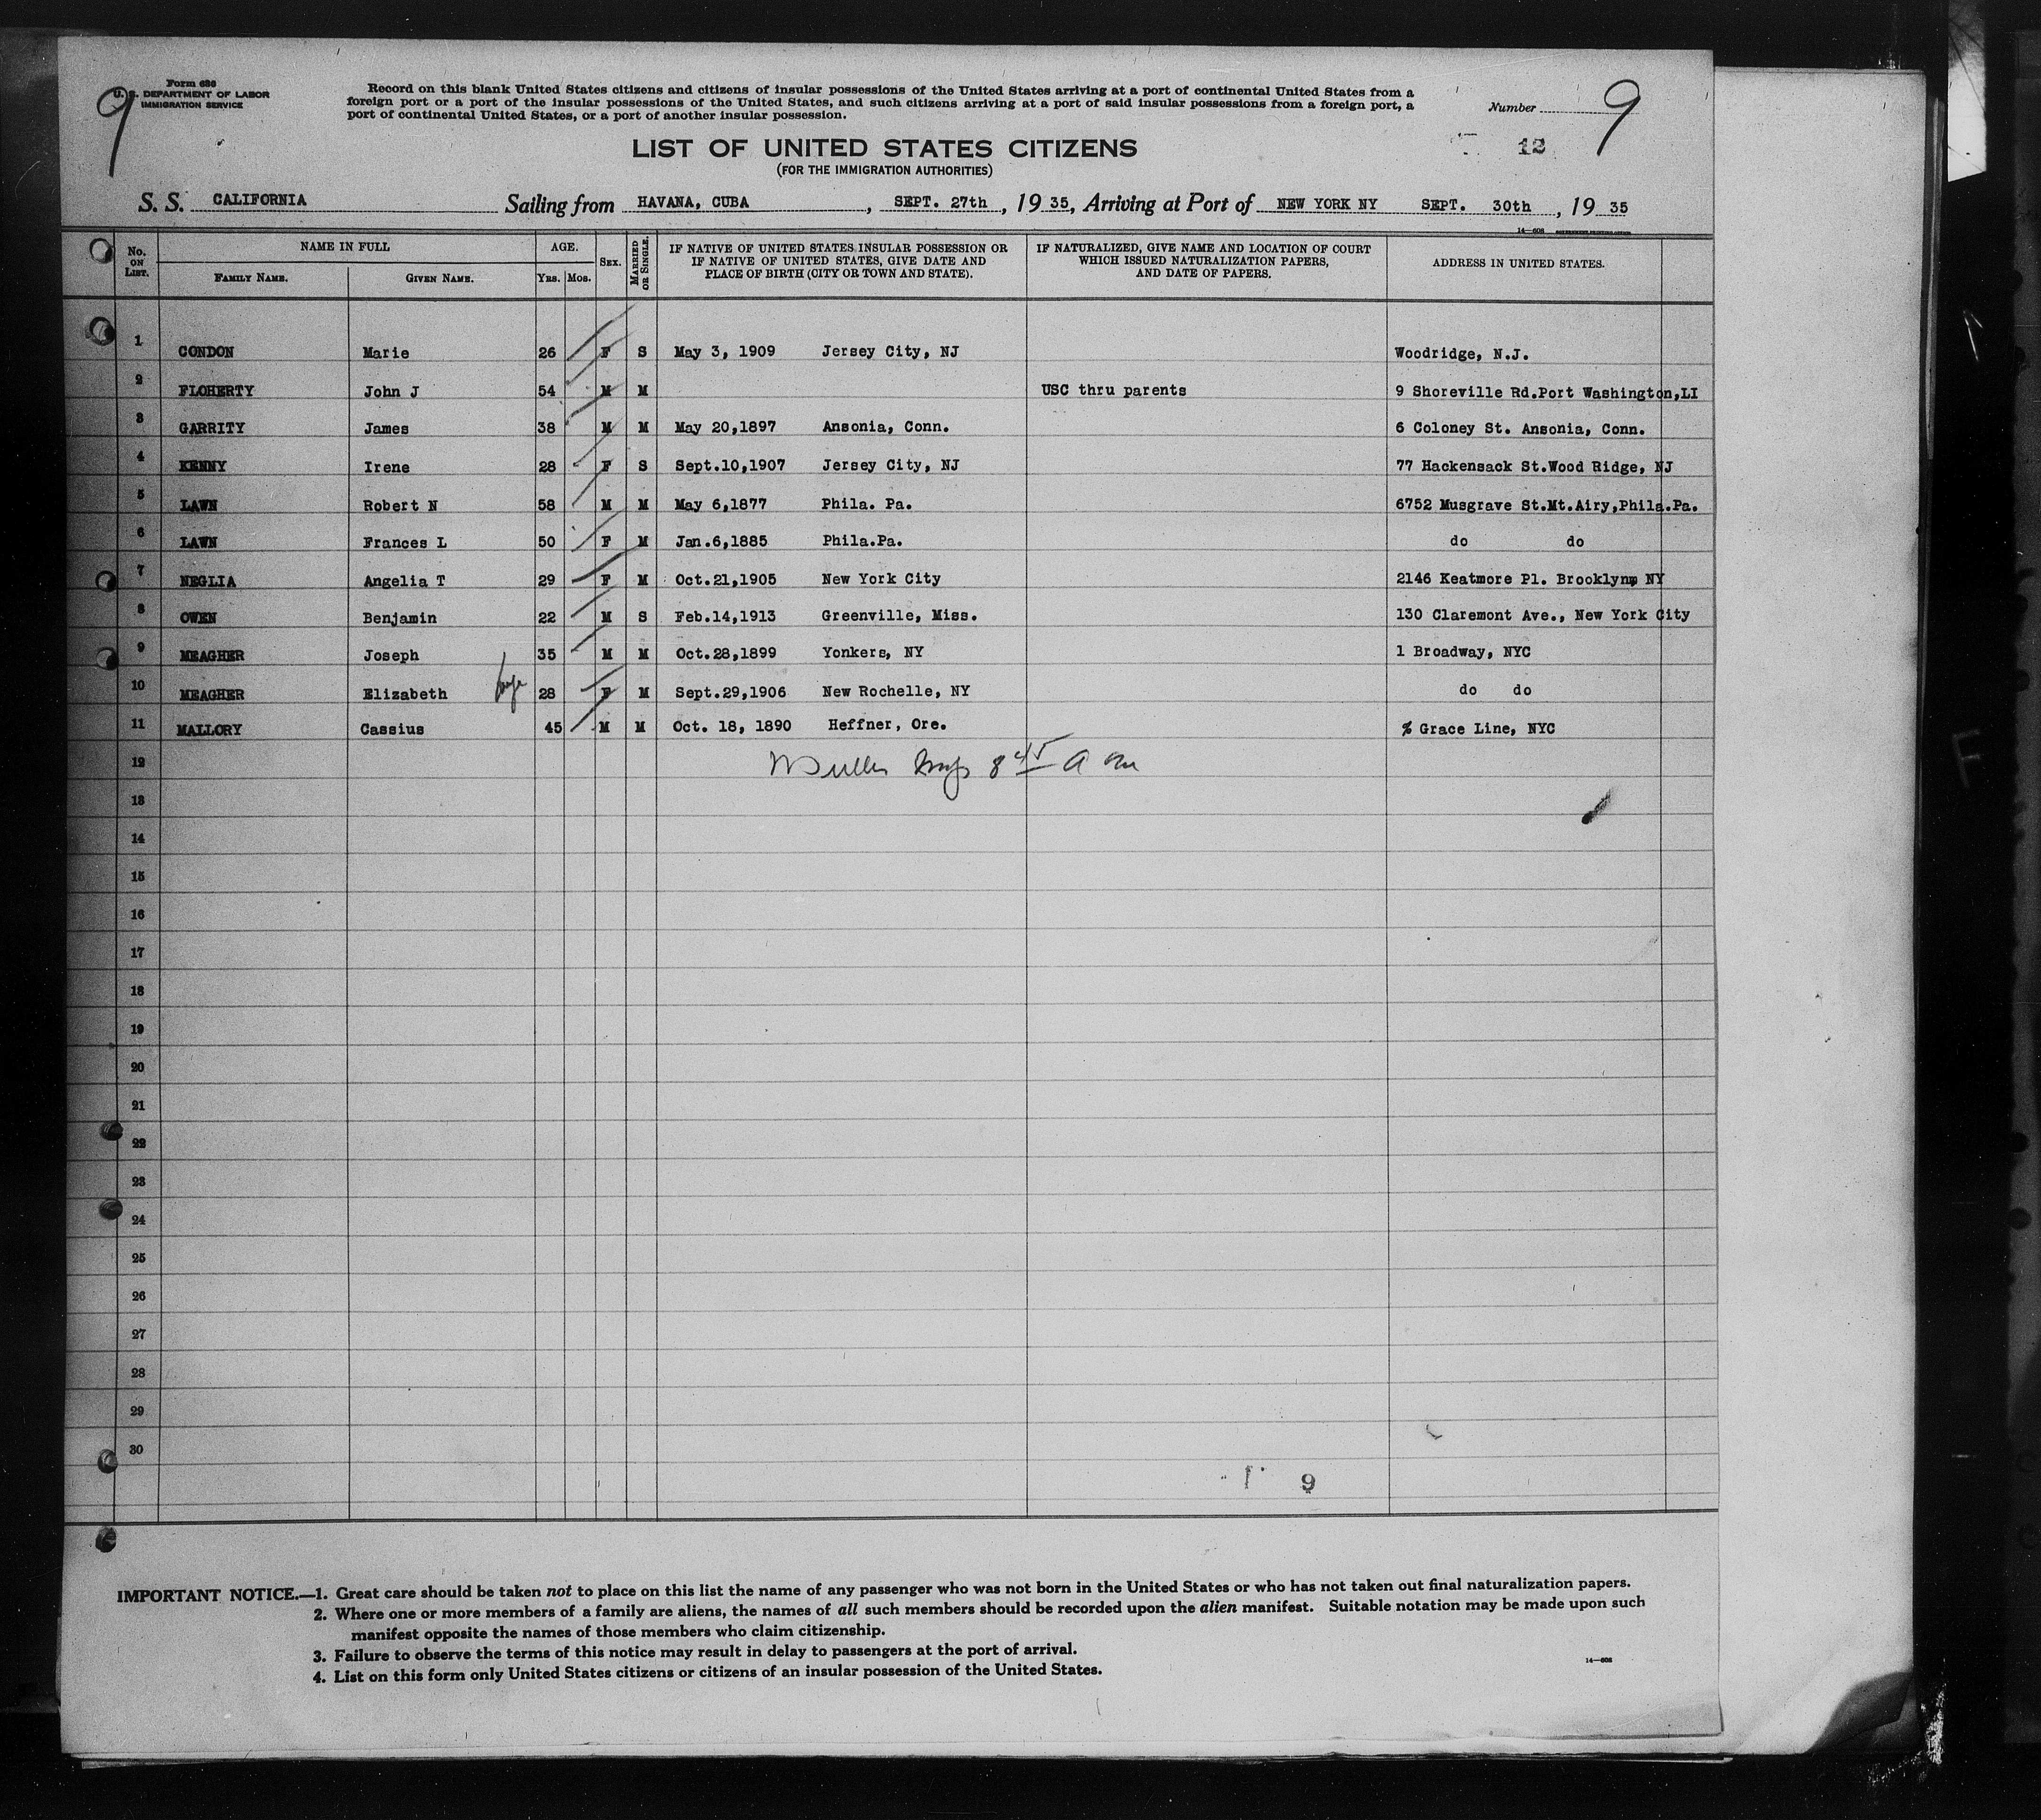 9
Form 630
U. S. DEPARTMENT OF LABOR
IMMIGRATION SERVICE
Record on this blank United States citizens and citizens of insular possessions of the United States arriving at a port of continental United States from a
foreign port or a port of the insular possessions of the United States, and such citizens arriving at a port of said insular possessions from a foreign port, a
port of continental United States, or a port of another insular possession.
Number 9
12
LIST OF UNITED STATES CITIZENS
(FOR THE IMMIGRATION AUTHORITIES)
S. S. CALIFORNIA Sailing from HAVANA, CUBA, SEPT. 27th, 19 35, Arriving at Port of NEW YORK NY SEPT. 30th, 19 35
14—608 GOVERNMENT PRINTING OFFICE
No. ON LIST. NAME IN FULL AGE. SEX. MARRIED OR SINGLE. IF NATIVE OF UNITED STATES INSULAR POSSESSION OR IF NATIVE OF UNITED STATES, GIVE DATE AND PLACE OF BIRTH (CITY OR TOWN AND STATE). IF NATURALIZED, GIVE NAME AND LOCATION OF COURT WHICH ISSUED NATURALIZATION PAPERS, AND DATE OF PAPERS. ADDRESS IN UNITED STATES.
FAMILY NAME. GIVEN NAME. YRS. MOS.
1 CONDON Marie 26 F S May 3, 1909 Jersey City, NJ Woodridge, N.J.
2 FLOHERTY John J 54 M M USC thru parents 9 Shoreville Rd.Port Washington,LI
3 GARRITY James 38 M M May 20,1897 Ansonia, Conn. 6 Coloney St. Ansonia, Conn.
4 KENNY Irene 28 F S Sept.10,1907 Jersey City, NJ 77 Hackensack St.Wood Ridge, NJ
5 LAWN Robert N 58 M M May 6,1877 Phila. Pa. 6752 Musgrave St.Mt.Airy,Phila.Pa.
6 LAWN Frances L 50 F M Jan.6,1885 Phila.Pa. do do
7 NEGLIA Angelia T 29 F M Oct.21,1905 New York City 2146 Keatmore Pl. Brooklyn, NY
8 OWEN Benjamin 22 M S Feb.14,1913 Greenville, Miss. 130 Claremont Ave., New York City
9 MEAGHER Joseph 35 M M Oct.28,1899 Yonkers, NY 1 Broadway, NYC
10 MEAGHER Elizabeth 28 F M Sept.29,1906 New Rochelle, NY do do
11 MALLORY Cassius 45 M M Oct. 18, 1890 Heffner, Ore. % Grace Line, NYC
12 8 45 A m
13
14
15
16
17
18
19
20
21
22
23
24
25
26
27
28
29
30
9
IMPORTANT NOTICE.—1. Great care should be taken not to place on this list the name of any passenger who was not born in the United States or who has not taken out final naturalization papers.
2. Where one or more members of a family are aliens, the names of all such members should be recorded upon the alien manifest. Suitable notation may be made upon such
manifest opposite the names of those members who claim citizenship.
3. Failure to observe the terms of this notice may result in delay to passengers at the port of arrival.
4. List on this form only United States citizens or citizens of an insular possession of the United States.
14—608